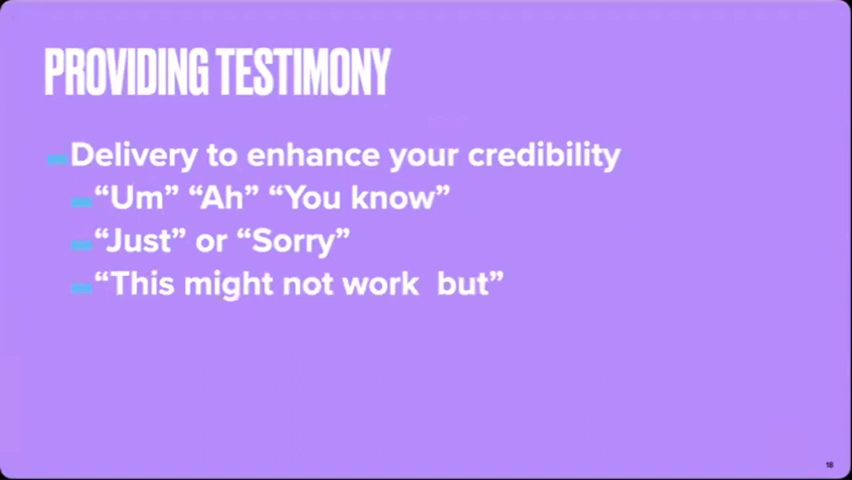 PROVIDING TESTIMONY
Delivery to enhance your credibility
“Um” “Ah” “You know”
“Just” or “Sorry”
“This might not work  but”
18